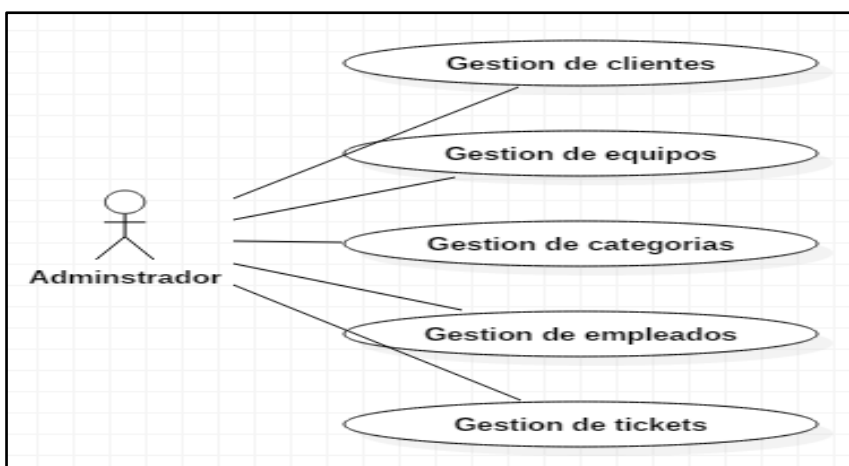 Gestion de clientes
Gestion de equipos
Gestion de categorias
Adminstrador
Gestion de empleados
Gestion de tickets